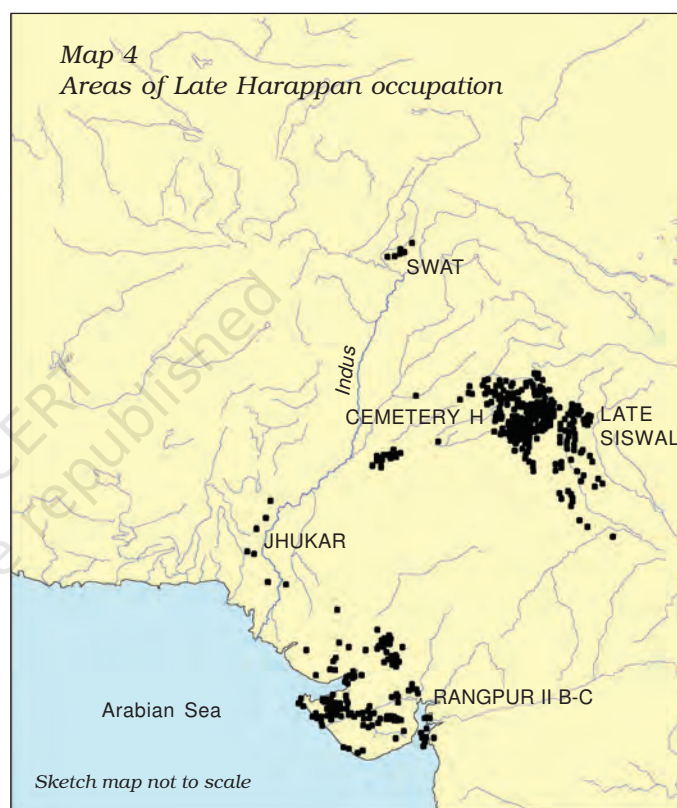 Map 4
Areas of Late Harappan occupation
SWAT
Indus
CEMETERY H
LATE
SISWAL
JHUKAR
RANGPUR II B-C
Arabian Sea
Sketch map not to scale
republished